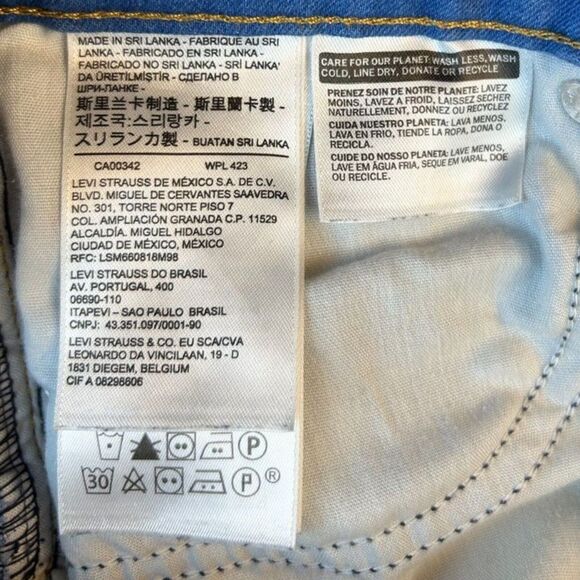 MADE IN SRI LANKA - FABRIQUÉ AU SRI
LANKA - FABRICADO EN SRI LANKA -
FABRICADO NO SRI LANKA - SRI LANKA'
DA ÜRETİLMİŞTİR - СДЕЛАНО В
ШРИ-ЛАНКЕ -
斯里兰卡制造 - 斯里蘭卡製 -
제조국: 스리랑카 -
スリランカ製 - BUATAN SRI LANKA
CA00342 WPL 423
LEVI STRAUSS DE MÉXICO S.A. DE C.V.
BLVD. MIGUEL DE CERVANTES SAAVEDRA
NO. 301, TORRE NORTE PISO 7
COL. AMPLIACIÓN GRANADA C.P. 11529
ALCALDÍA. MIGUEL HIDALGO
CIUDAD DE MÉXICO, MÉXICO
RFC: LSM660818M98
LEVI STRAUSS DO BRASIL
AV. PORTUGAL, 400
06690-110
ITAPEVI – SAO PAULO BRASIL
CNPJ: 43.351.097/0001-90
LEVI STRAUSS & CO. EU SCA/CVA
LEONARDO DA VINCILAAN, 19 - D
1831 DIEGEM, BELGIUM
CIF A 08298606
P
30 P ®
CARE FOR OUR PLANET: WASH LESS, WASH
COLD, LINE DRY, DONATE OR RECYCLE
PRENEZ SOIN DE NOTRE PLANETE: LAVEZ
MOINS, LAVEZ A FROID, LAISSEZ SECHER
NATURELLEMENT, DONNEZ OU RECYCLEZ
CUIDA NUESTRO PLANETA: LAVA MENOS,
LAVA EN FRIO, TIENDE LA ROPA, DONA O
RECICLA.
CUIDE DO NOSSO PLANETA: LAVE MENOS,
LAVE EM ÁGUA FRIA, SEQUE EM VARAL, DOE
OU RECICLE.